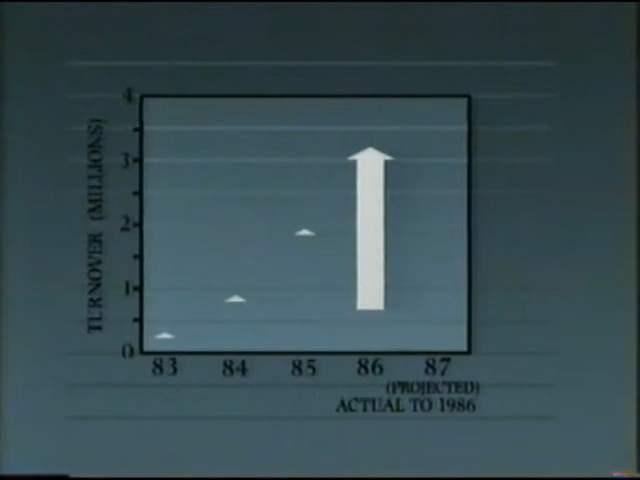 4
3
2
1
0
TURNOVER (MILLIONS)
83 84 85 86 87
(PROJECTED)
ACTUAL TO 1986